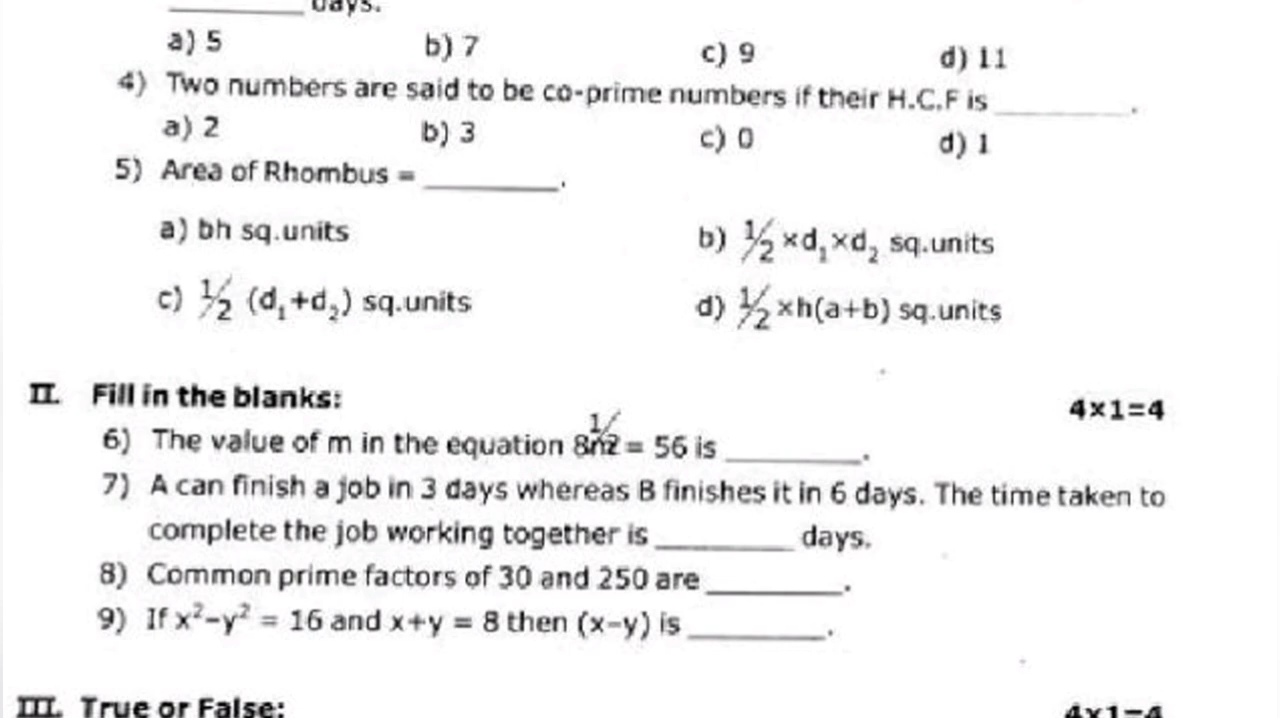 ________ days.
a) 5 b) 7 c) 9 d) 11
4) Two numbers are said to be co-prime numbers if their H.C.F is ________.
a) 2 b) 3 c) 0 d) 1
5) Area of Rhombus = ________.
a) bh sq.units b) ½ ×d₁×d₂ sq.units
c) ½ (d₁+d₂) sq.units d) ½ ×h(a+b) sq.units
II. Fill in the blanks: 4×1=4
6) The value of m in the equation = 56 is ________.
7) A can finish a job in 3 days whereas B finishes it in 6 days. The time taken to
complete the job working together is ________ days.
8) Common prime factors of 30 and 250 are ________.
9) If x²-y² = 16 and x+y = 8 then (x-y) is ________.
III. True or False: 4×1=4